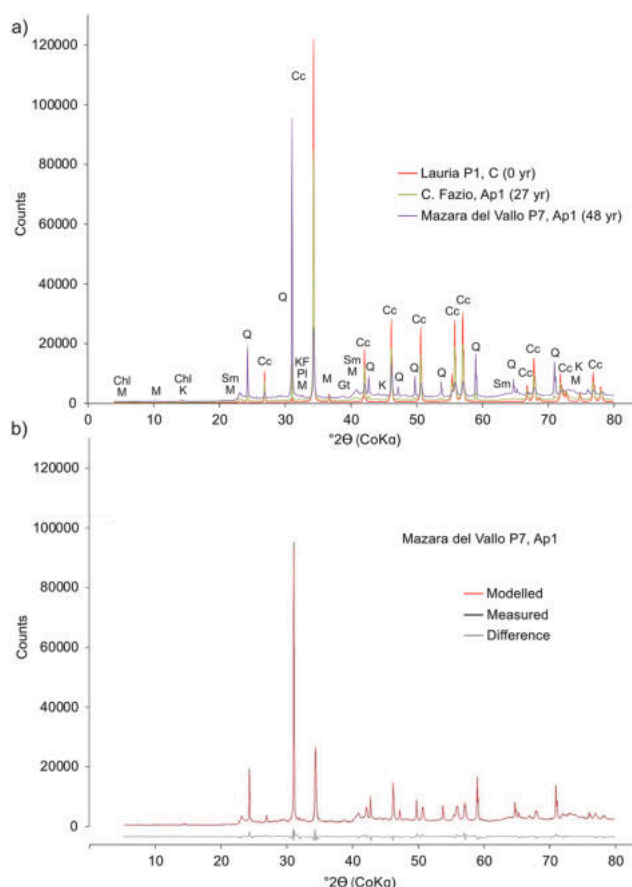 a)
120000
100000
80000
60000
40000
20000
0
Counts
Cc
Lauria P1, C (0 yr)
C. Fazio, Ap1 (27 yr)
Mazara del Vallo P7, Ap1 (48 yr)
Q
Q
Cc
Cc
Cc
Cc
Cc
Cc
Chl
M
M
Chl
K
Sm
M
KF
Pl
M
M
Gt
Sm
M
Q
K
Q
Q
Q
Q
Sm
Q
Cc
Cc
Q
Cc
K
M
Cc
0 10 20 30 40 50 60 70 80
°2Θ (CoKα)
b)
120000
100000
80000
60000
40000
20000
0
Counts
Mazara del Vallo P7, Ap1
Modelled
Measured
Difference
10 20 30 40 50 60 70 80
°2Θ (CoKα)